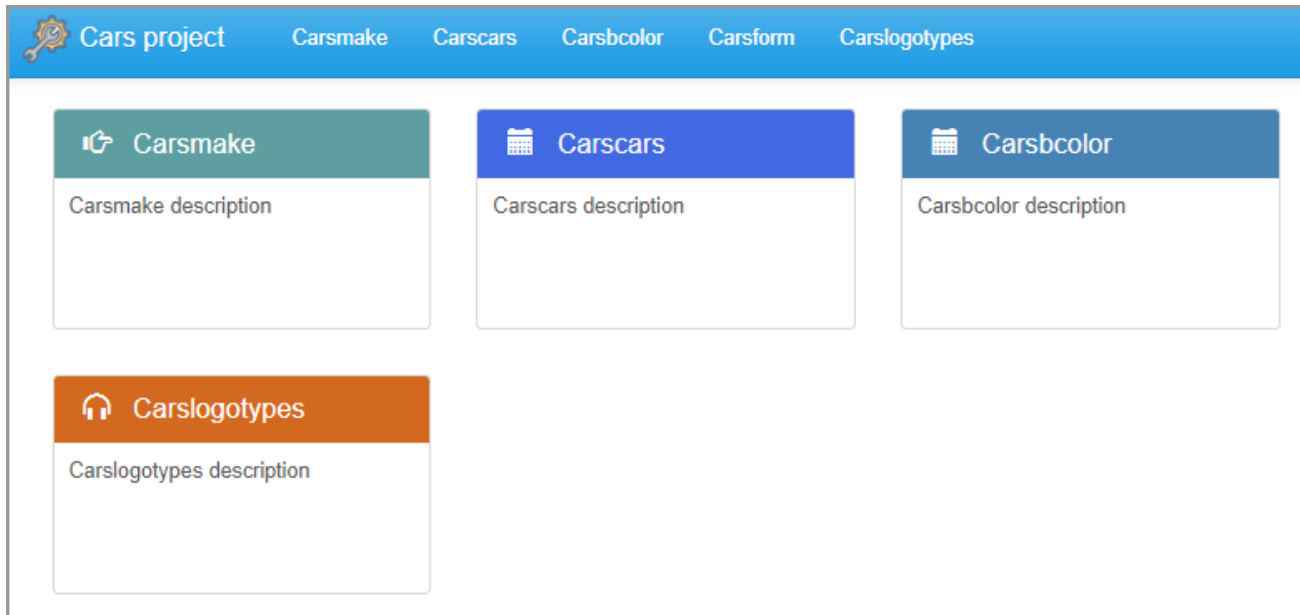 Cars project Carsmake Carscars Carsbcolor Carsform Carslogotypes
Carsmake Carscars Carsbcolor
Carsmake description Carscars description Carsbcolor description
Carslogotypes
Carslogotypes description